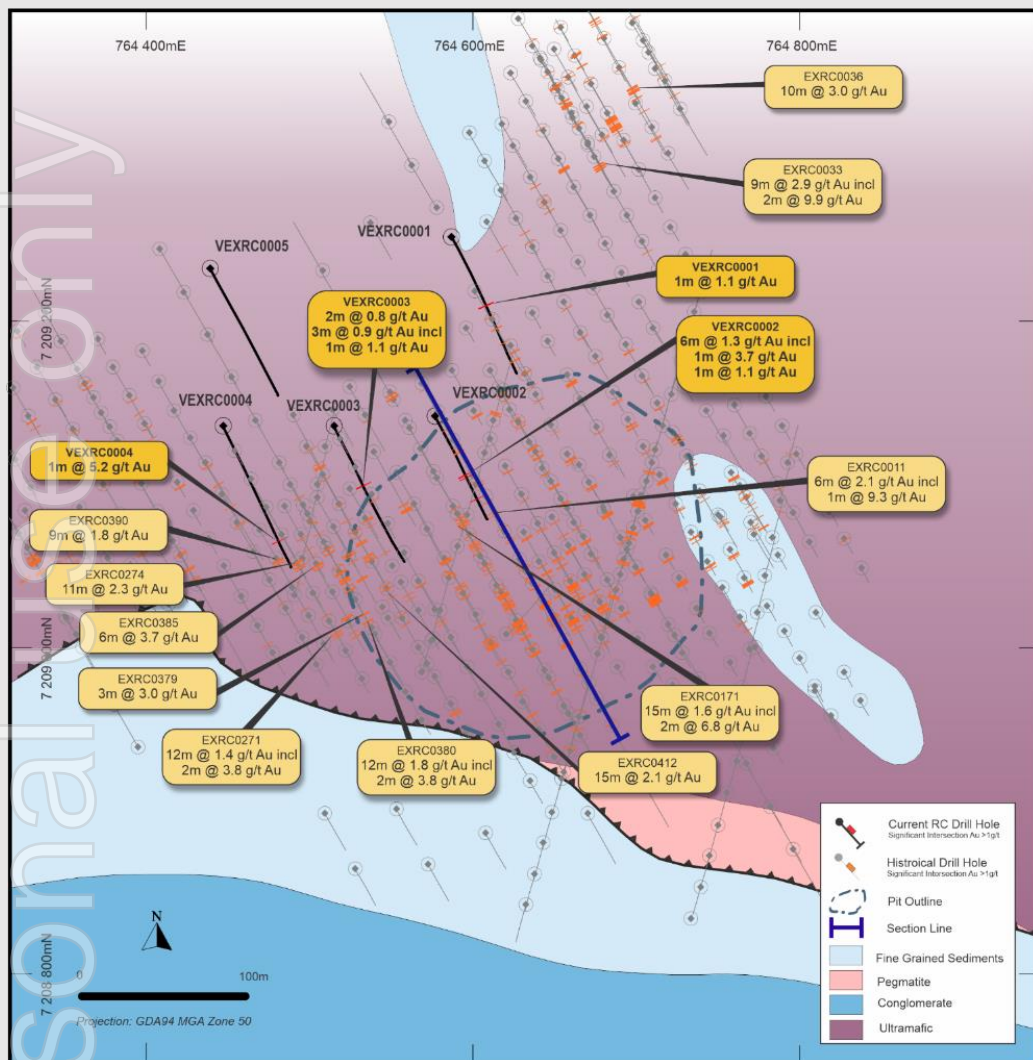 764 400mE
764 600mE
764 800mE
EXRC0036
10m @ 3.0 g/t Au
EXRC0033
9m @ 2.9 g/t Au incl
2m @ 9.9 g/t Au
VEXRC0001
VEXRC0005
VEXRC0001
1m @ 1.1 g/t Au
VEXRC0003
2m @ 0.8 g/t Au
3m @ 0.9 g/t Au incl
1m @ 1.1 g/t Au
VEXRC0002
6m @ 1.3 g/t Au incl
1m @ 3.7 g/t Au
1m @ 1.1 g/t Au
7 209 200mN
VEXRC0004
VEXRC0003
VEXRC0002
VEXRC0004
1m @ 5.2 g/t Au
EXRC0011
6m @ 2.1 g/t Au incl
1m @ 9.3 g/t Au
EXRC0390
9m @ 1.8 g/t Au
EXRC0274
11m @ 2.3 g/t Au
EXRC0385
6m @ 3.7 g/t Au
7 209 000mN
EXRC0379
3m @ 3.0 g/t Au
EXRC0171
15m @ 1.6 g/t Au incl
2m @ 6.8 g/t Au
EXRC0271
12m @ 1.4 g/t Au incl
2m @ 3.8 g/t Au
EXRC0380
12m @ 1.8 g/t Au incl
2m @ 3.8 g/t Au
EXRC0412
15m @ 2.1 g/t Au
Current RC Drill Hole
Significant Intersection Au >1g/t
Histroical Drill Hole
Significant Intersection Au >1g/t
Pit Outline
Section Line
Fine Grained Sediments
Pegmatite
Conglomerate
Ultramafic
N
7 208 800mN
0
100m
Projection: GDA94 MGA Zone 50
sonal use only